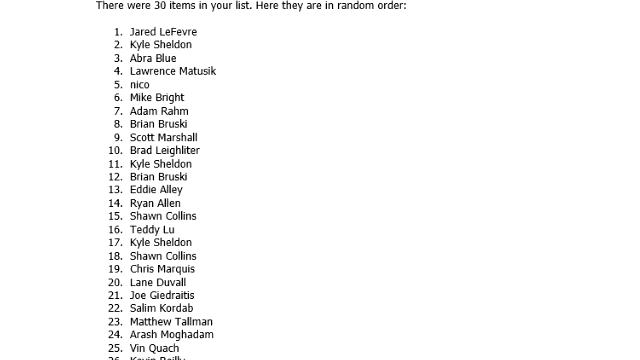 There were 30 items in your list. Here they are in random order:
1. Jared LeFevre
2. Kyle Sheldon
3. Abra Blue
4. Lawrence Matusik
5. nico
6. Mike Bright
7. Adam Rahm
8. Brian Bruski
9. Scott Marshall
10. Brad Leighliter
11. Kyle Sheldon
12. Brian Bruski
13. Eddie Alley
14. Ryan Allen
15. Shawn Collins
16. Teddy Lu
17. Kyle Sheldon
18. Shawn Collins
19. Chris Marquis
20. Lane Duvall
21. Joe Giedraitis
22. Salim Kordab
23. Matthew Tallman
24. Arash Moghadam
25. Vin Quach
26. Kevin